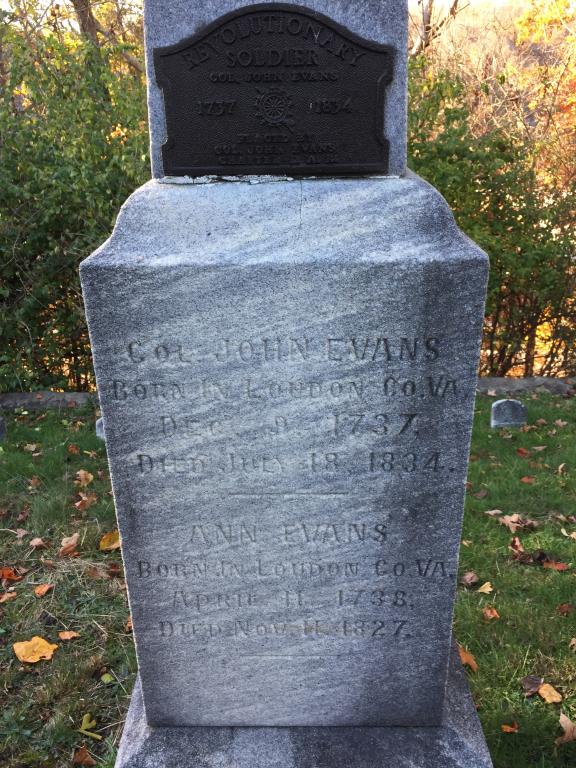 REVOLUTIONARY
SOLDIER
COL. JOHN EVANS
1737 1834
PLACED BY
COL. JOHN EVANS
CHAPTER D.A.R.
COL. JOHN EVANS
BORN IN LOUDON CO. VA.
DEC. 9. 1737.
DIED JULY 18. 1834.
ANN EVANS
BORN IN LOUDON CO. VA.
APRIL 11. 1738.
DIED NOV. 11. 1827.